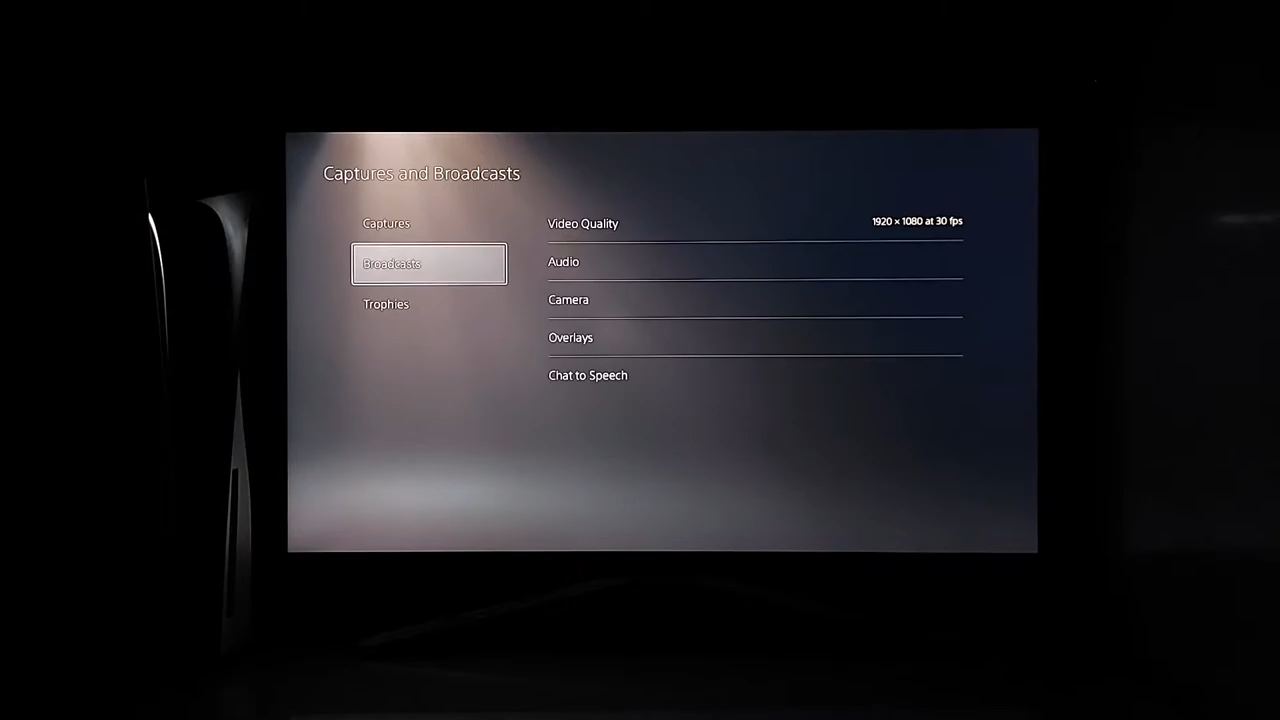 Captures and Broadcasts
Captures
Broadcasts
Trophies
Video Quality 1920 × 1080 at 30 fps
Audio
Camera
Overlays
Chat to Speech